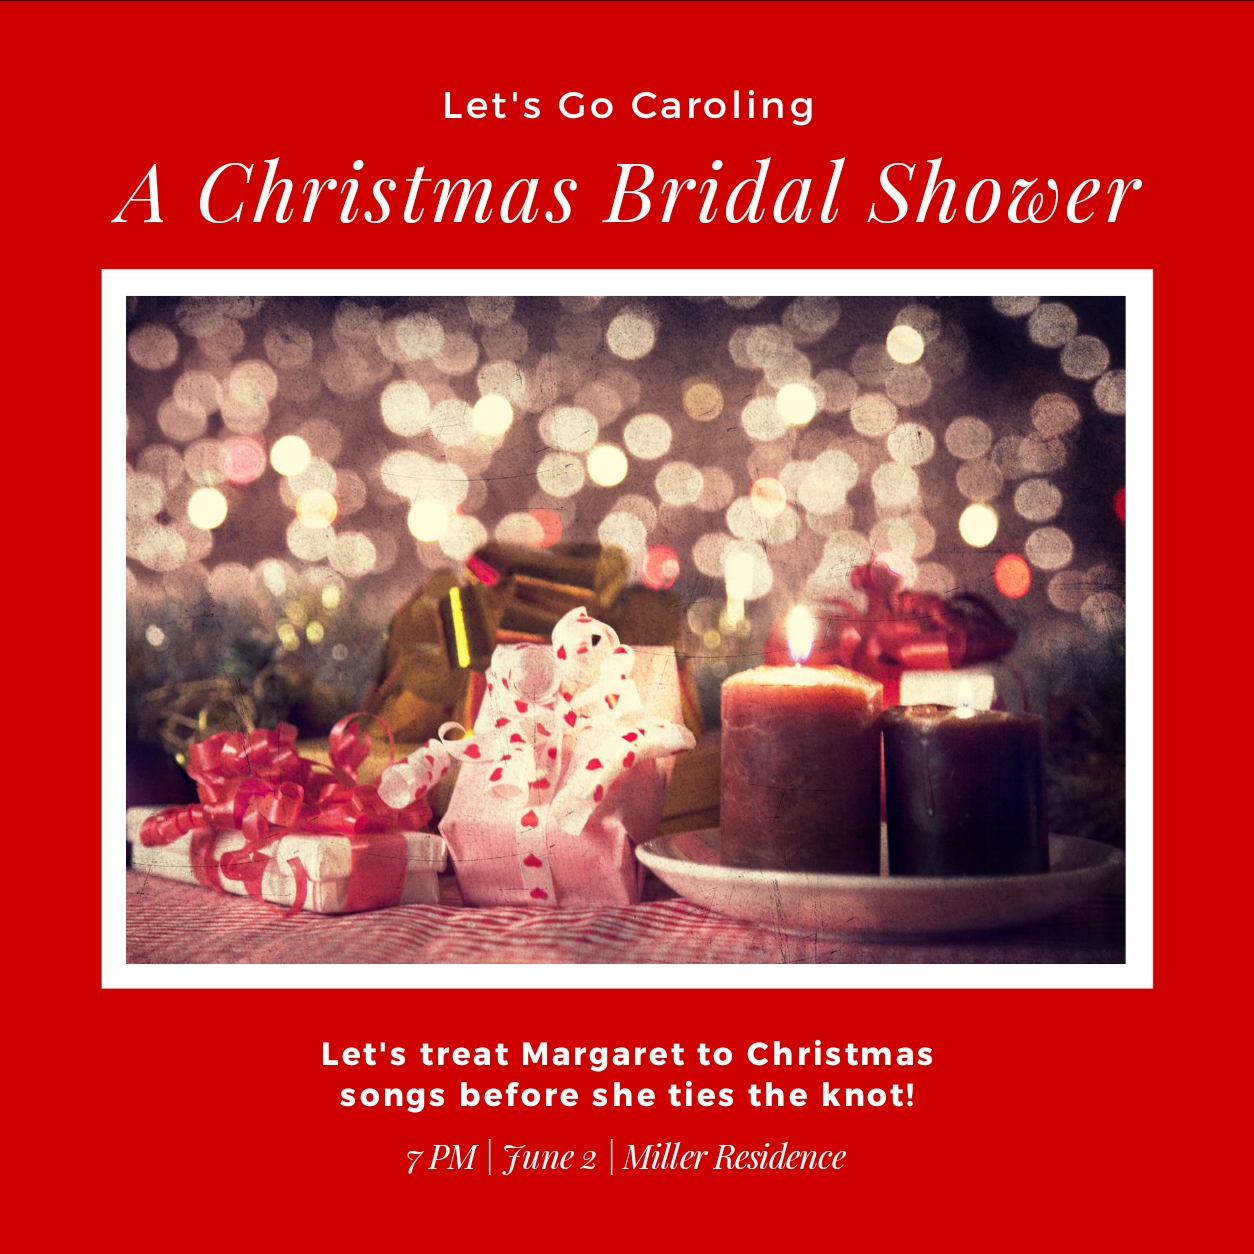 Let's Go Caroling
A Christmas Bridal Shower
Let's treat Margaret to Christmas
songs before she ties the knot!
7 PM | June 2 | Miller Residence